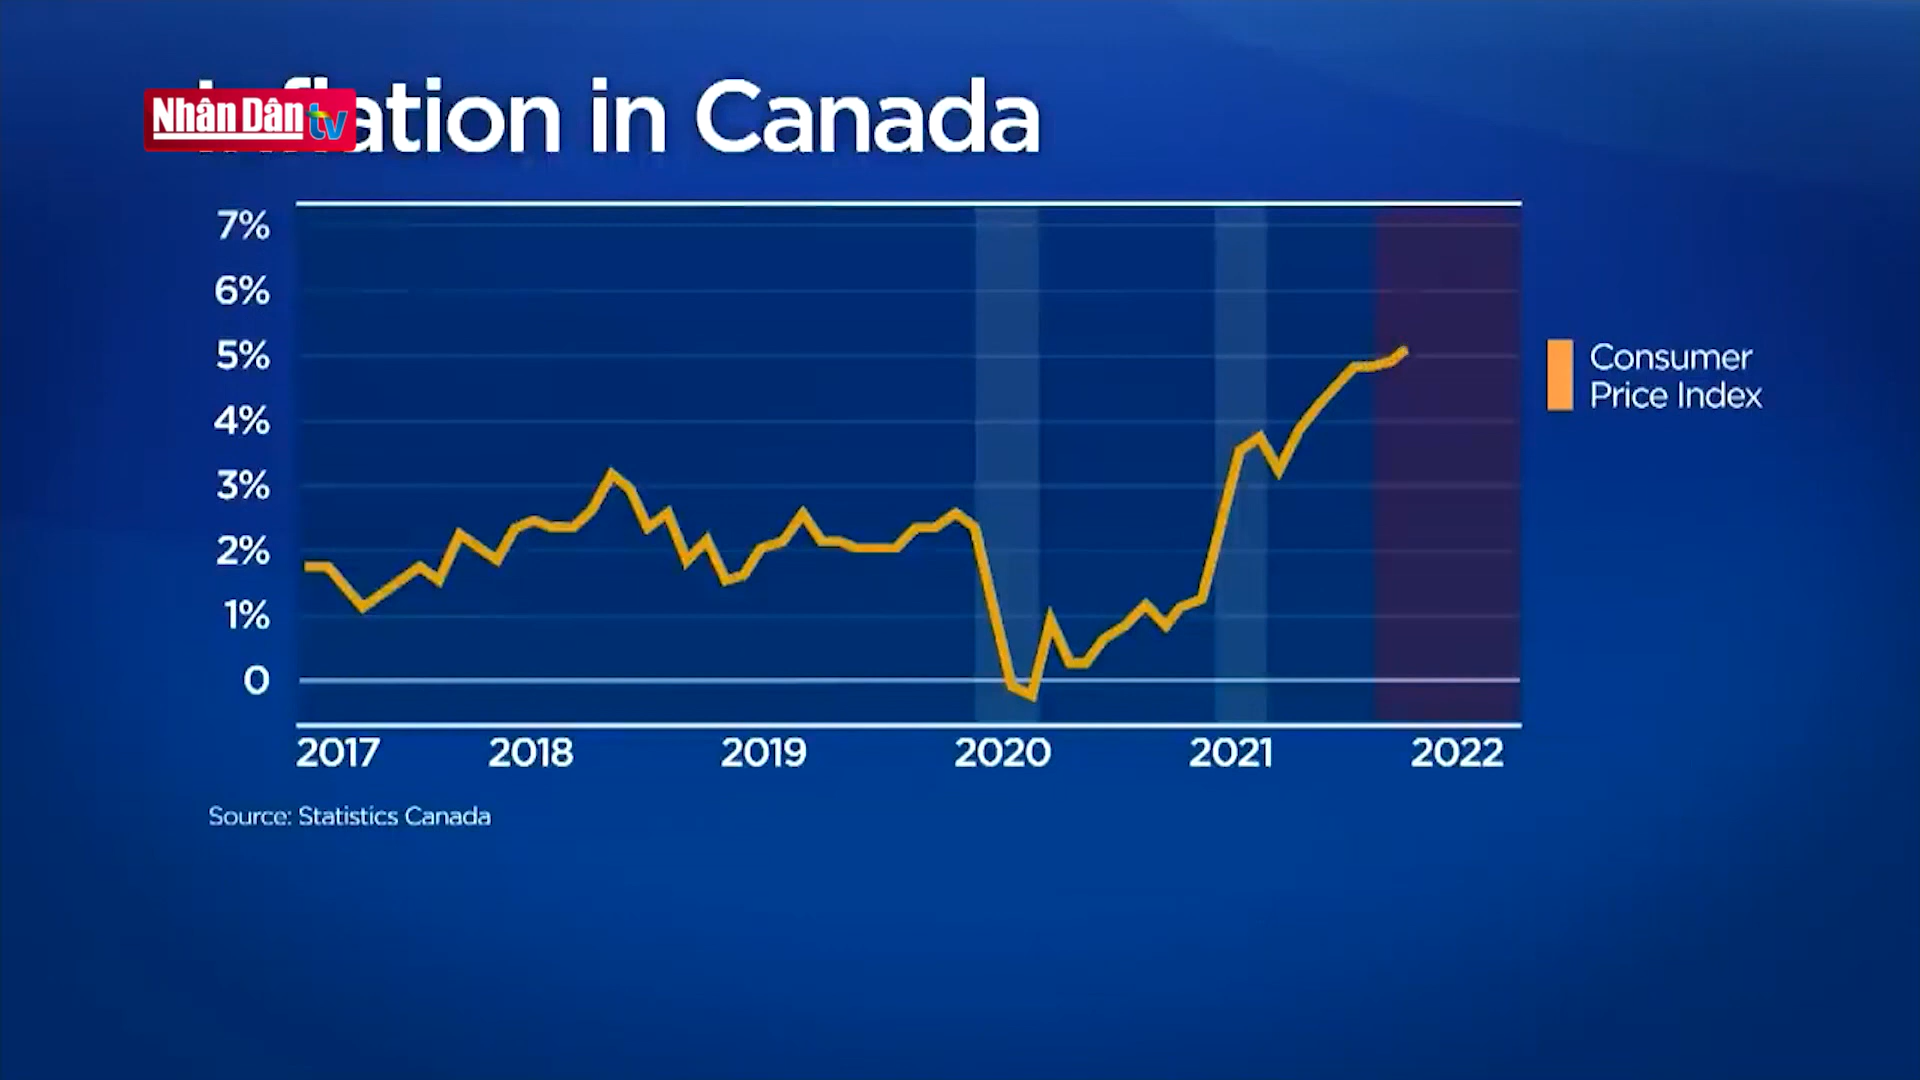 Nhân Dân tv
Inflation in Canada
7%
6%
5%
4%
3%
2%
1%
0
2017 2018 2019 2020 2021 2022
Consumer
Price Index
Source: Statistics Canada